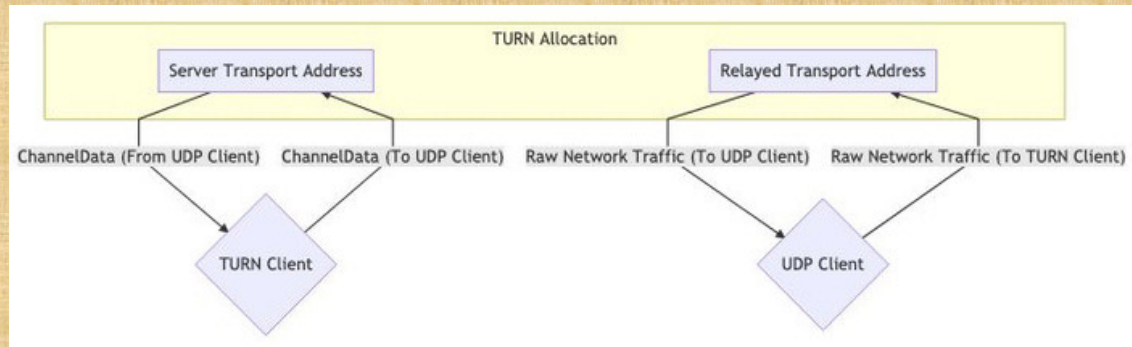 TURN Allocation
Server Transport Address
Relayed Transport Address
ChannelData (From UDP Client)
ChannelData (To UDP Client)
Raw Network Traffic (To UDP Client)
Raw Network Traffic (To TURN Client)
TURN Client
UDP Client